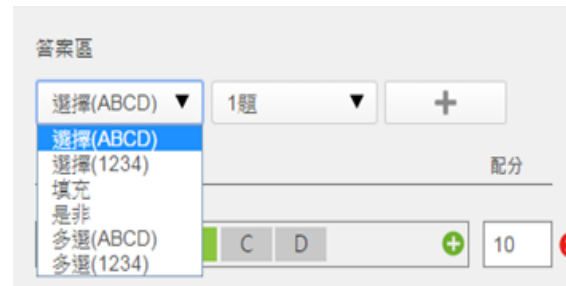 答案區
選擇(ABCD) ▼ 1題 ▼ +
選擇(ABCD)
選擇(1234)
配分
填充
是非
多選(ABCD)
C D 10
多選(1234)